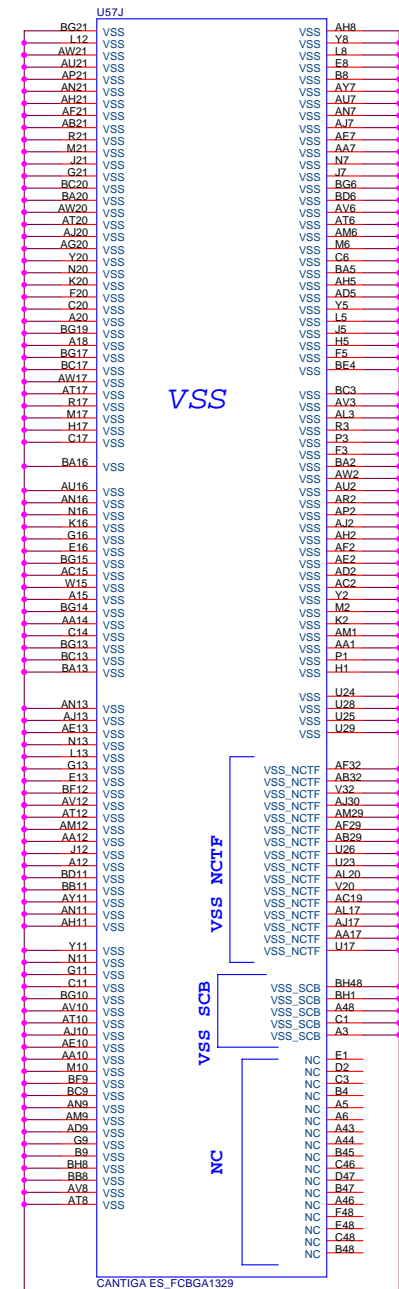 U57J
BG21 VSS VSS AH8
L12 VSS VSS Y8
AW21 VSS VSS L8
AU21 VSS VSS E8
AP21 VSS VSS B8
AN21 VSS VSS AY7
AH21 VSS VSS AU7
AF21 VSS VSS AN7
AB21 VSS VSS AJ7
R21 VSS VSS AE7
M21 VSS VSS AA7
J21 VSS VSS N7
G21 VSS VSS J7
BC20 VSS VSS BG6
BA20 VSS VSS BD6
AW20 VSS VSS AV6
AT20 VSS VSS AT6
AJ20 VSS VSS AM6
AG20 VSS VSS M6
Y20 VSS VSS C6
N20 VSS VSS BA5
K20 VSS VSS AH5
F20 VSS VSS AD5
C20 VSS VSS Y5
A20 VSS VSS L5
BG19 VSS VSS J5
A18 VSS VSS H5
BG17 VSS VSS F5
BC17 VSS VSS BE4
AW17 VSS
AT17 VSS VSS BC3
R17 VSS VSS AV3
M17 VSS VSS AL3
H17 VSS VSS R3
C17 VSS VSS P3
VSS F3
BA16 VSS VSS BA2
VSS AW2
AU16 VSS VSS AU2
AN16 VSS VSS AR2
N16 VSS VSS AP2
K16 VSS VSS AJ2
G16 VSS VSS AH2
E16 VSS VSS AF2
BG15 VSS VSS AE2
AC15 VSS VSS AD2
W15 VSS VSS AC2
A15 VSS VSS Y2
BG14 VSS VSS M2
AA14 VSS VSS K2
C14 VSS VSS AM1
BG13 VSS VSS AA1
BC13 VSS VSS P1
BA13 VSS VSS H1
VSS
VSS U24
AN13 VSS VSS U28
AJ13 VSS VSS U25
AE13 VSS VSS U29
N13 VSS
L13 VSS
G13 VSS VSS_NCTF AF32
E13 VSS VSS_NCTF AB32
BF12 VSS VSS_NCTF V32
AV12 VSS VSS_NCTF AJ30
AT12 VSS VSS_NCTF AM29
AM12 VSS VSS_NCTF AF29
AA12 VSS VSS_NCTF AB29
J12 VSS VSS_NCTF U26
A12 VSS VSS_NCTF U23
BD11 VSS VSS_NCTF AL20
BB11 VSS VSS_NCTF V20
AY11 VSS VSS_NCTF AC19
AN11 VSS VSS_NCTF AL17
AH11 VSS VSS_NCTF AJ17
VSS_NCTF AA17
Y11 VSS VSS_NCTF U17
N11 VSS
G11 VSS
C11 VSS VSS_SCB BH48
BG10 VSS VSS_SCB BH1
AV10 VSS VSS_SCB A48
AT10 VSS VSS_SCB C1
AJ10 VSS VSS_SCB A3
AE10 VSS
AA10 VSS NC E1
M10 VSS NC D2
BF9 VSS NC C3
BC9 VSS NC B4
AN9 VSS NC A5
AM9 VSS NC A6
AD9 VSS NC A43
G9 VSS NC A44
B9 VSS NC B45
BH8 VSS NC C46
BB8 VSS NC D47
AV8 VSS NC B47
AT8 VSS NC A46
NC F48
NC E48
NC C48
NC B48
VSS NCTF
VSS SCB
NC
CANTIGA ES_FCBGA1329